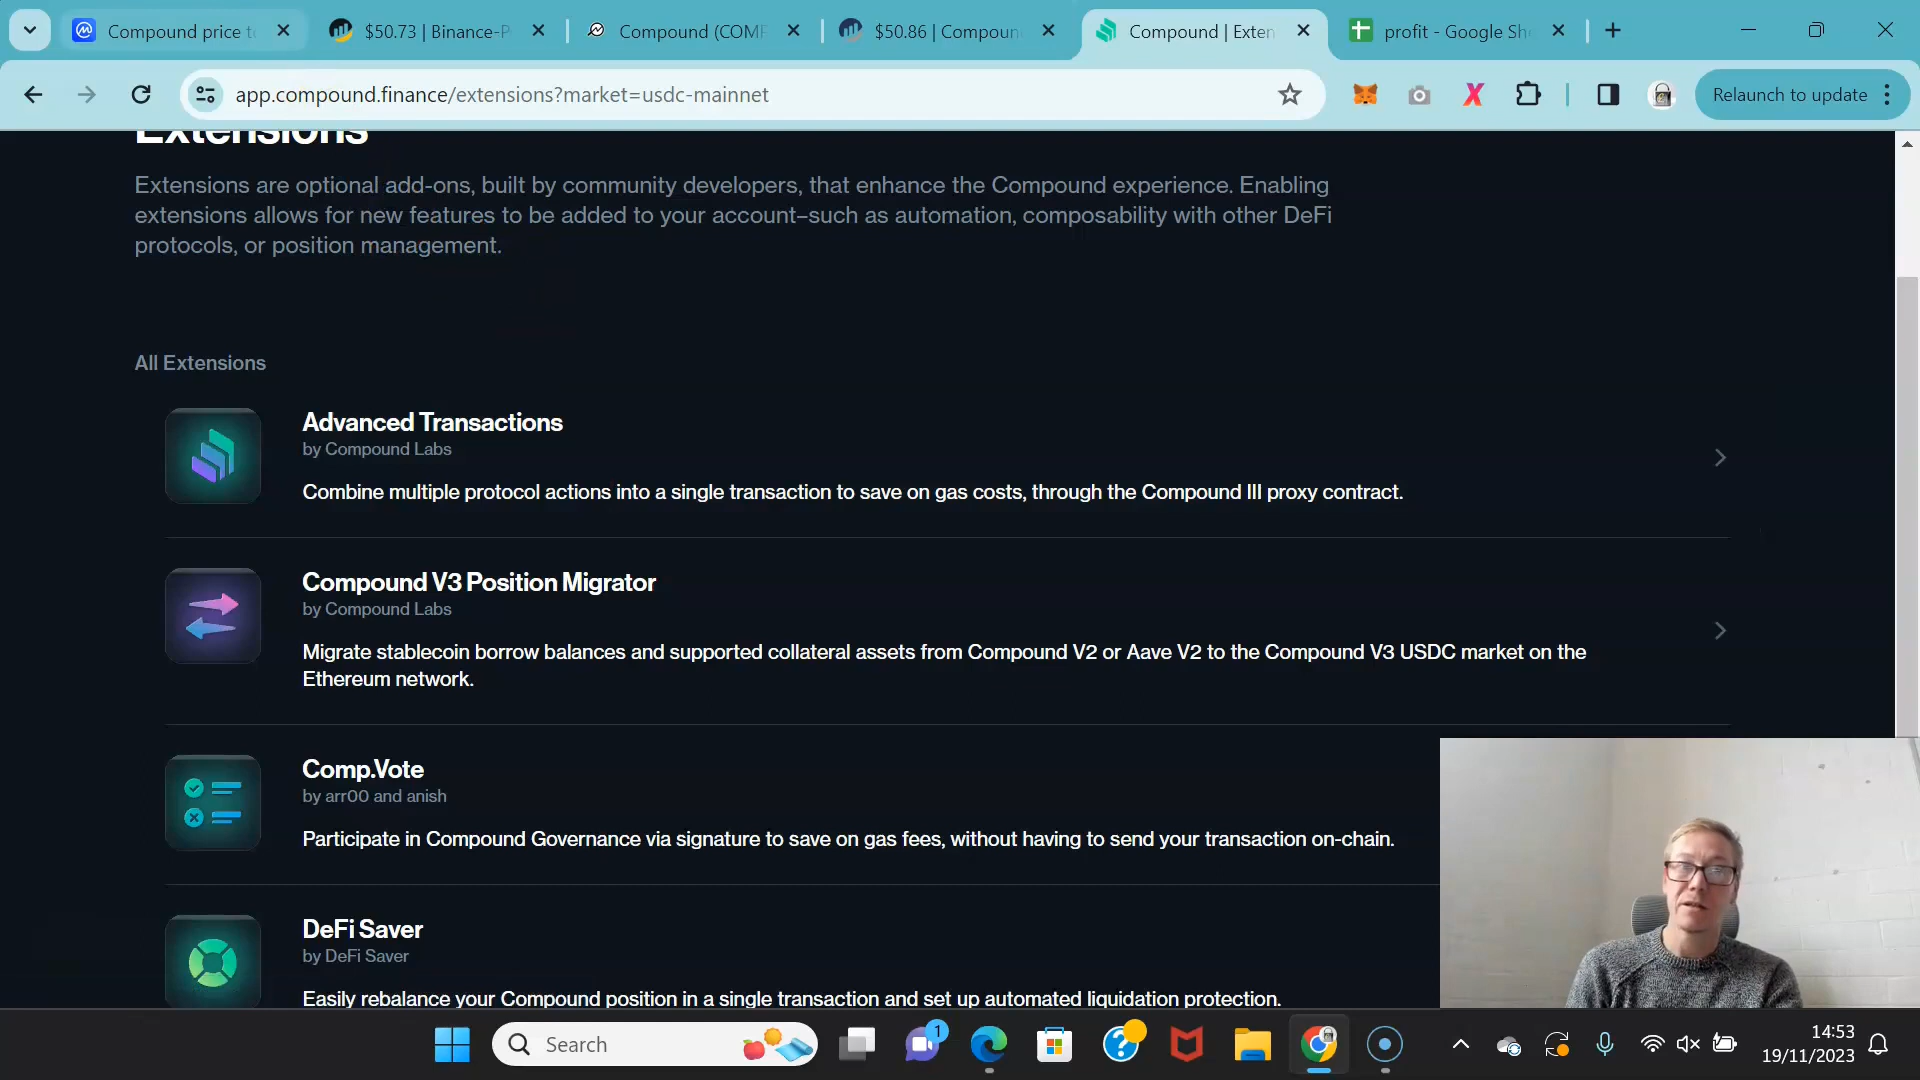 Compound price to
$50.73 | Binance-P
Compound (COMP
$50.86 | Compoun
Compound | Exten
profit - Google She
app.compound.finance/extensions?market=usdc-mainnet
Relaunch to update
Extensions
Extensions are optional add-ons, built by community developers, that enhance the Compound experience. Enabling
extensions allows for new features to be added to your account–such as automation, composability with other DeFi
protocols, or position management.
All Extensions
Advanced Transactions
by Compound Labs
Combine multiple protocol actions into a single transaction to save on gas costs, through the Compound III proxy contract.
Compound V3 Position Migrator
by Compound Labs
Migrate stablecoin borrow balances and supported collateral assets from Compound V2 or Aave V2 to the Compound V3 USDC market on the
Ethereum network.
Comp.Vote
by arr00 and anish
Participate in Compound Governance via signature to save on gas fees, without having to send your transaction on-chain.
DeFi Saver
by DeFi Saver
Easily rebalance your Compound position in a single transaction and set up automated liquidation protection.
Search
1
14:53
19/11/2023